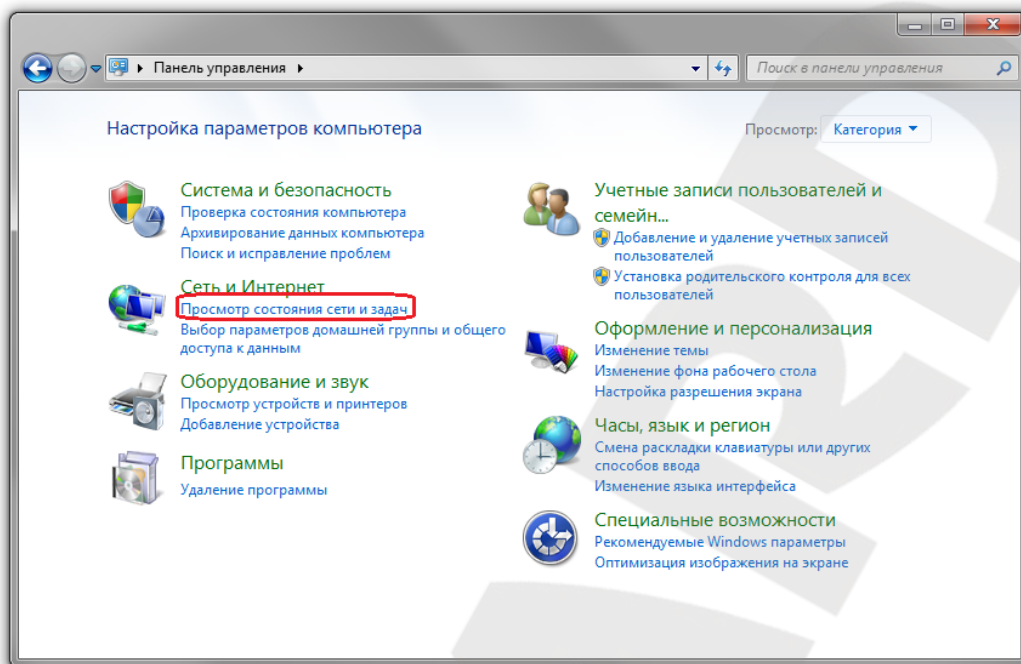 Панель управления
Поиск в панели управления
Настройка параметров компьютера
Просмотр: Категория
Система и безопасность
Проверка состояния компьютера
Архивирование данных компьютера
Поиск и исправление проблем
Сеть и Интернет
Просмотр состояния сети и задач
Выбор параметров домашней группы и общего
доступа к данным
Оборудование и звук
Просмотр устройств и принтеров
Добавление устройства
Программы
Удаление программы
Учетные записи пользователей и
семейн...
Добавление и удаление учетных записей
пользователей
Установка родительского контроля для всех
пользователей
Оформление и персонализация
Изменение темы
Изменение фона рабочего стола
Настройка разрешения экрана
Часы, язык и регион
Смена раскладки клавиатуры или других
способов ввода
Изменение языка интерфейса
Специальные возможности
Рекомендуемые Windows параметры
Оптимизация изображения на экране